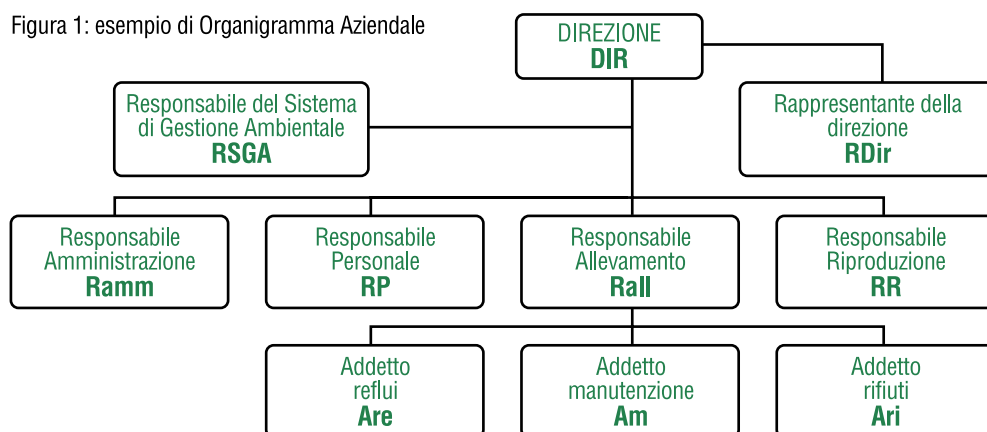 Figura 1: esempio di Organigramma Aziendale
DIREZIONE
DIR
Responsabile del Sistema
di Gestione Ambientale
RSGA
Rappresentante della
direzione
RDir
Responsabile
Amministrazione
Ramm
Responsabile
Personale
RP
Responsabile
Allevamento
Rall
Responsabile
Riproduzione
RR
Addetto
reflui
Are
Addetto
manutenzione
Am
Addetto
rifiuti
Ari